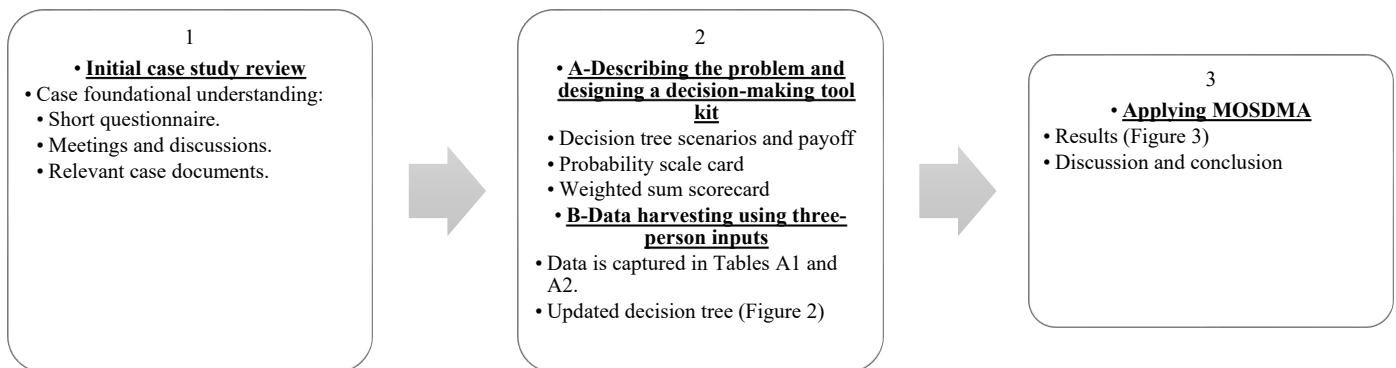 1
• Initial case study review
• Case foundational understanding:
• Short questionnaire.
• Meetings and discussions.
• Relevant case documents.
2
• A-Describing the problem and
designing a decision-making tool
kit
• Decision tree scenarios and payoff
• Probability scale card
• Weighted sum scorecard
• B-Data harvesting using three-
person inputs
• Data is captured in Tables A1 and
A2.
• Updated decision tree (Figure 2)
3
• Applying MOSDMA
• Results (Figure 3)
• Discussion and conclusion